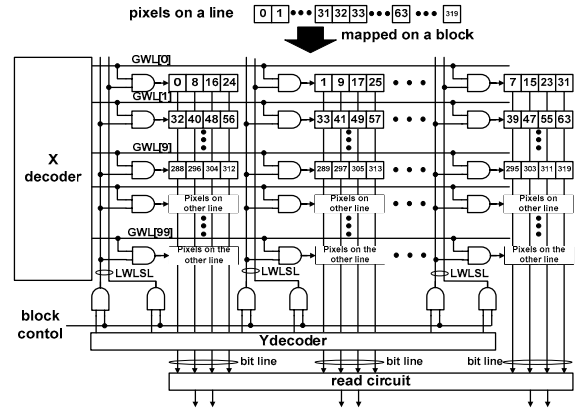 pixels on a line 0 1 31 32 33 63 319
mapped on a block
GWL[0]
0 8 16 24 1 9 17 25 7 15 23 31
GWL[1]
32 40 48 56 33 41 49 57 39 47 55 63
X decoder
GWL[9]
288 296 304 312 289 297 305 313 295 303 311 319
Pixels on other line Pixels on other line Pixels on other line
GWL[99]
Pixels on the other line Pixels on the other line Pixels on the other line
LWLSL LWLSL LWLSL
block contol
Ydecoder
bit line bit line bit line
read circuit